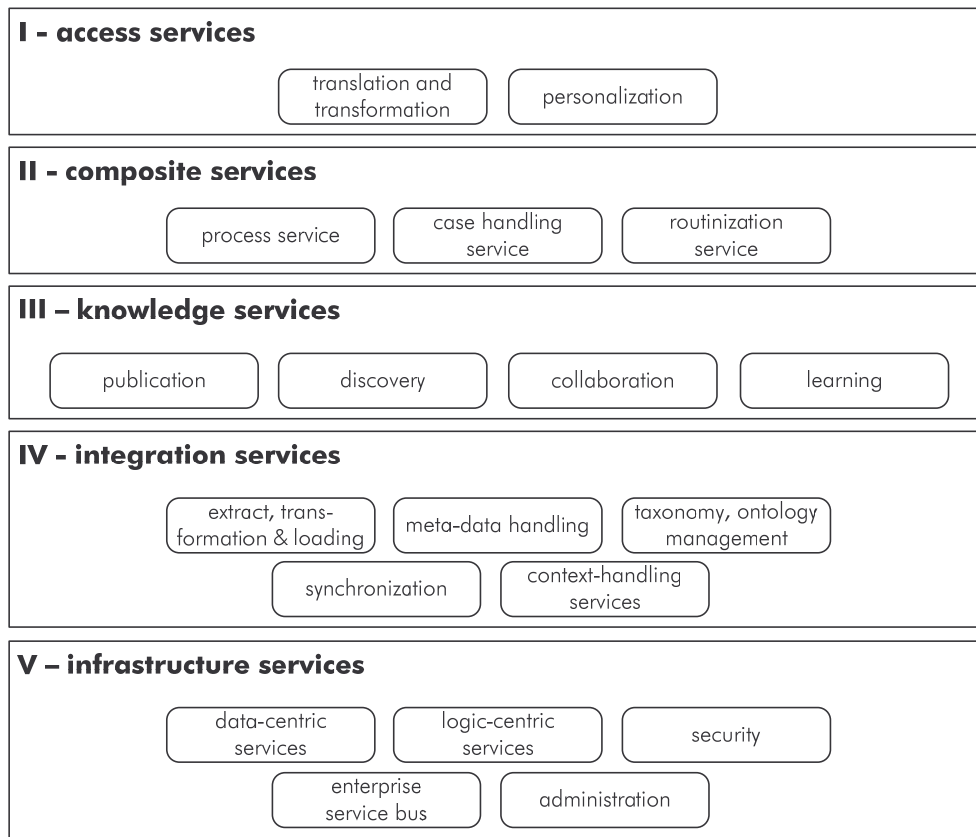 I - access services
translation and
transformation
personalization
II - composite services
process service
case handling
service
routinization
service
III – knowledge services
publication
discovery
collaboration
learning
IV - integration services
extract, trans-
formation & loading
meta-data handling
taxonomy, ontology
management
synchronization
context-handling
services
V – infrastructure services
data-centric
services
logic-centric
services
security
enterprise
service bus
administration